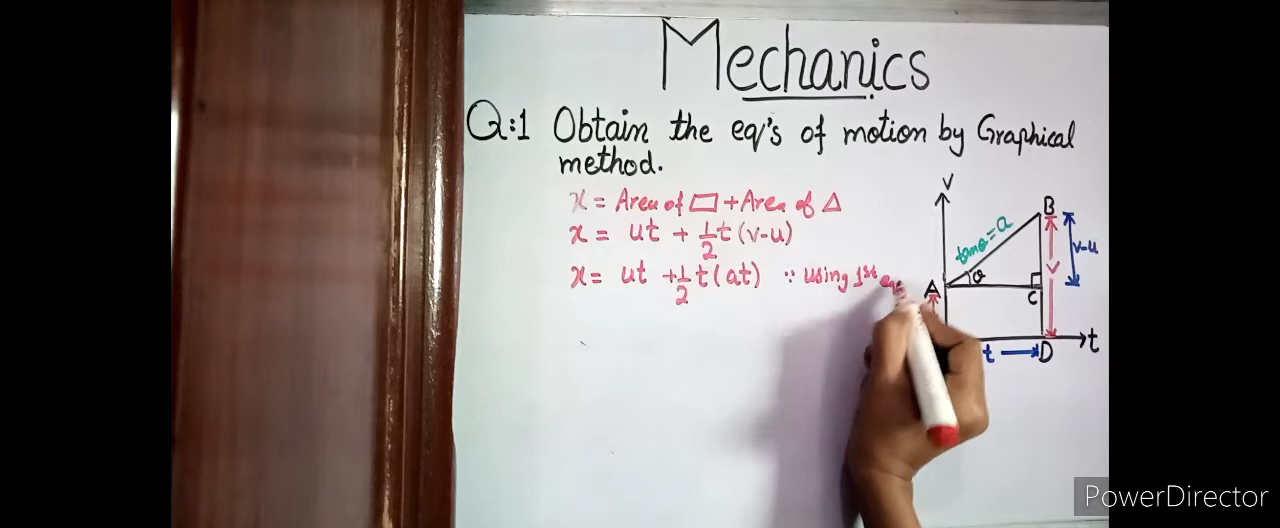 Mechanics
Q:1 Obtain the eq's of motion by Graphical
method.
x = Area of ▭ + Area of △
x = ut + 1/2 t (v-u)
x = ut + 1/2 t (at) ∵ using 1st eq
V
B
tanθ = a
v-u
V
A
θ
C
t
t
D
PowerDirector